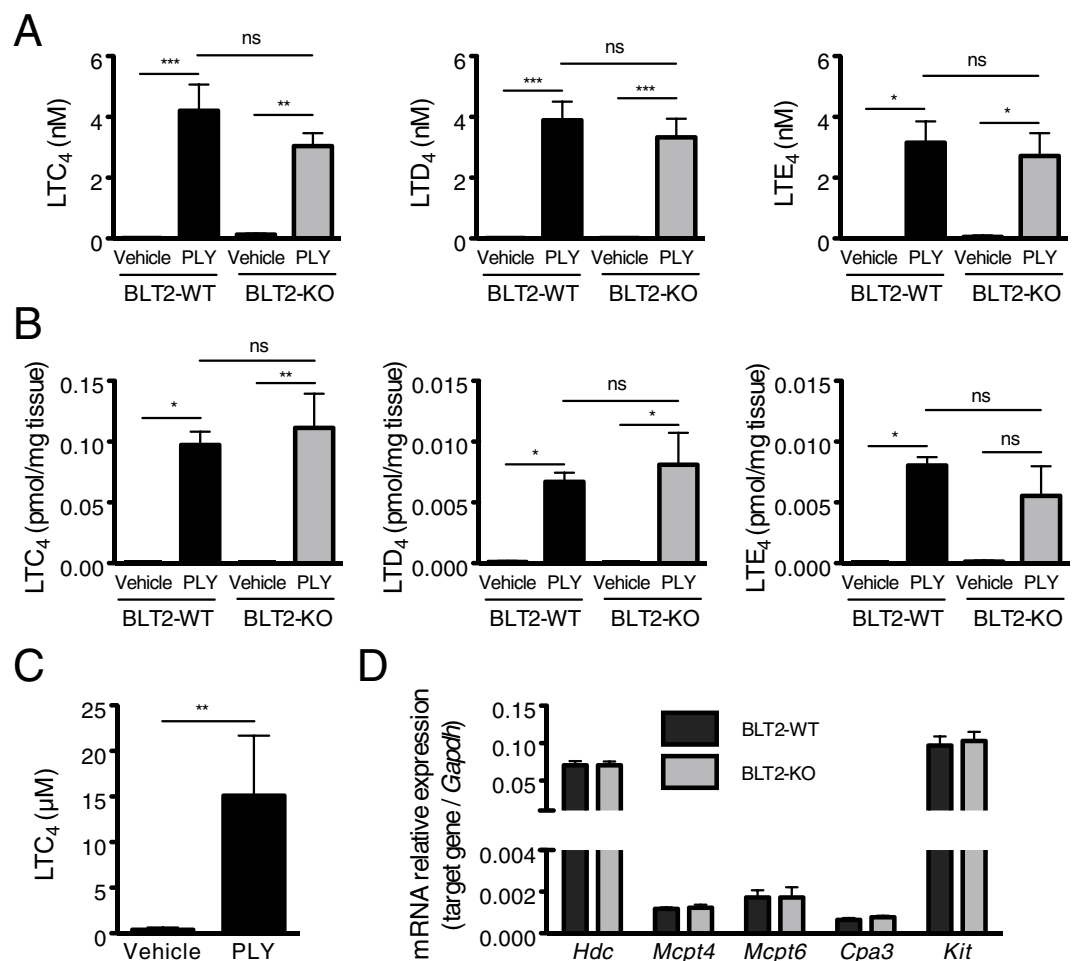 A
LTC4 (nM)
6
4
2
0
***
ns
**
Vehicle PLY Vehicle PLY
BLT2-WT BLT2-KO
LTD4 (nM)
6
4
2
0
***
ns
***
Vehicle PLY Vehicle PLY
BLT2-WT BLT2-KO
LTE4 (nM)
6
4
2
0
*
ns
*
Vehicle PLY Vehicle PLY
BLT2-WT BLT2-KO
B
LTC4 (pmol/mg tissue)
0.15
0.10
0.05
0.00
*
ns
**
Vehicle PLY Vehicle PLY
BLT2-WT BLT2-KO
LTD4 (pmol/mg tissue)
0.015
0.010
0.005
0.000
*
ns
*
Vehicle PLY Vehicle PLY
BLT2-WT BLT2-KO
LTE4 (pmol/mg tissue)
0.015
0.010
0.005
0.000
*
ns
ns
Vehicle PLY Vehicle PLY
BLT2-WT BLT2-KO
C
LTC4 (µM)
25
20
15
10
5
0
**
Vehicle PLY
D
mRNA relative expression
(target gene / Gapdh)
0.15
0.10
0.05
0.004
0.002
0.000
BLT2-WT
BLT2-KO
Hdc Mcpt4 Mcpt6 Cpa3 Kit